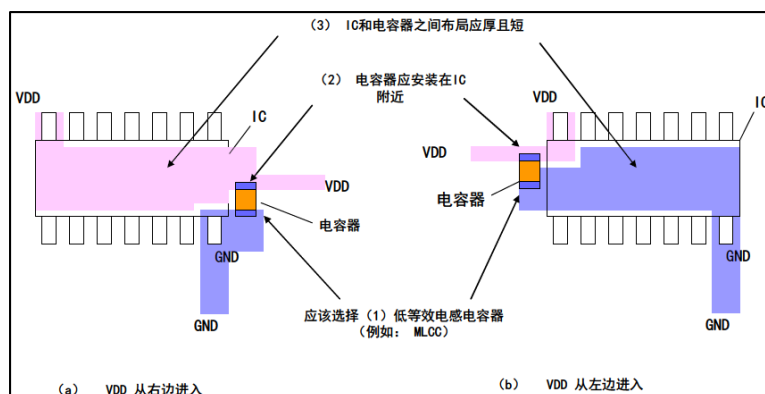 （3） IC和电容器之间布局应厚且短
（2） 电容器应安装在IC
附近
VDD
IC
VDD
电容器
GND
GND
VDD
IC
VDD
电容器
GND
GND
应该选择（1）低等效电感电容器
（例如： MLCC）
（a） VDD 从右边进入
（b） VDD 从左边进入